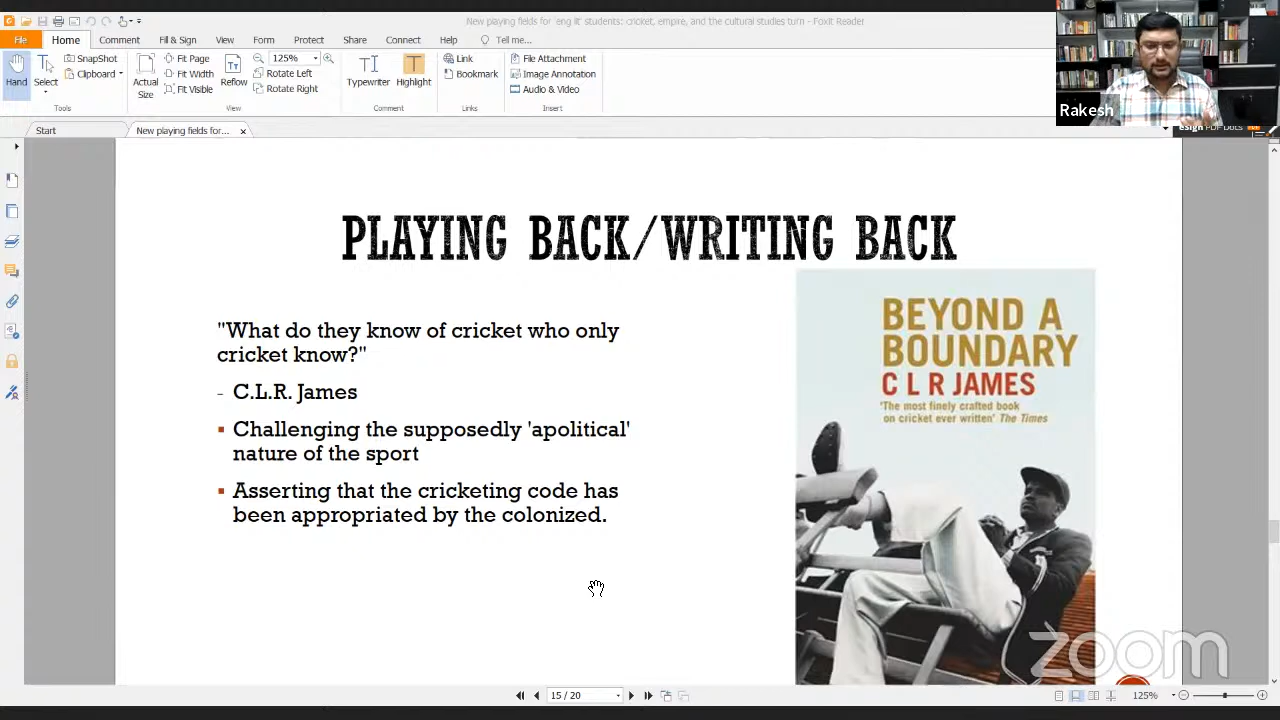 New playing fields for 'eng lit' students: cricket, empire, and the cultural studies turn - Foxit Reader
File Home Comment Fill & Sign View Form Protect Share Connect Help Tell me...
Hand
Select
SnapShot
Clipboard
Tools
Actual
Size
Fit Page
Fit Width
Fit Visible
Reflow
125%
Rotate Left
Rotate Right
View
Typewriter
Highlight
Comment
Link
Bookmark
Links
File Attachment
Image Annotation
Audio & Video
Insert
Rakesh
Start
New playing fields for...
eSign PDF Docs
PLAYING BACK/WRITING BACK
"What do they know of cricket who only
cricket know?"
- C.L.R. James
▪ Challenging the supposedly 'apolitical'
nature of the sport
▪ Asserting that the cricketing code has
been appropriated by the colonized.
BEYOND A
BOUNDARY
C L R JAMES
'The most finely crafted book
on cricket ever written' The Times
zoom
15 / 20
125%